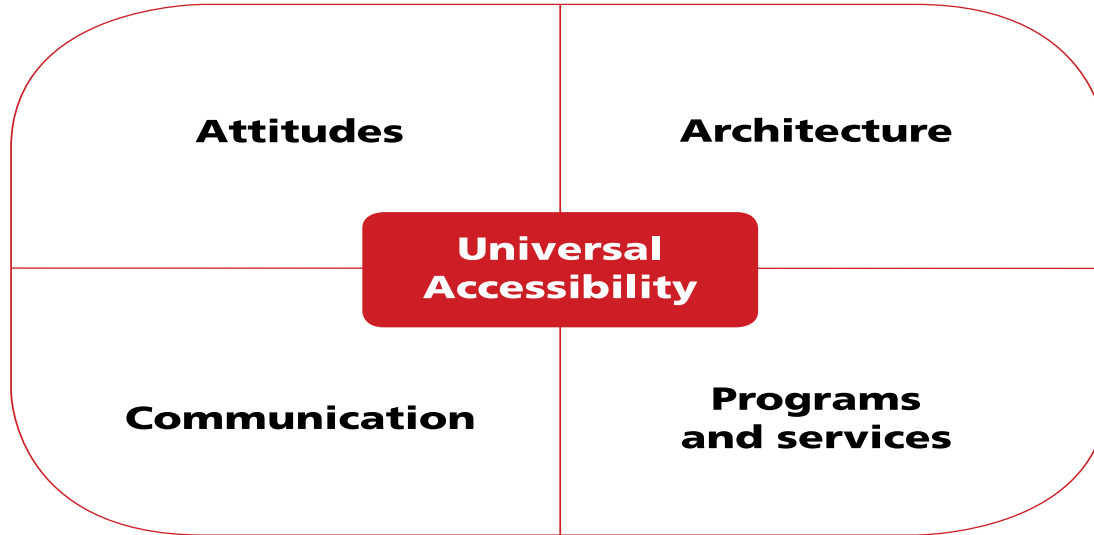 Attitudes
Architecture
Universal
Accessibility
Communication
Programs
and services